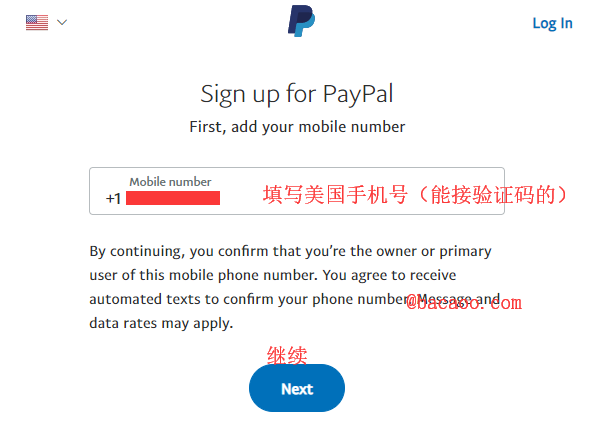 Log In
Sign up for PayPal
First, add your mobile number
Mobile number
+1 填写美国手机号（能接验证码的）
By continuing, you confirm that you’re the owner or primary
user of this mobile phone number. You agree to receive
automated texts to confirm your phone number. Message and
@bacaoo.com
data rates may apply.
继续
Next